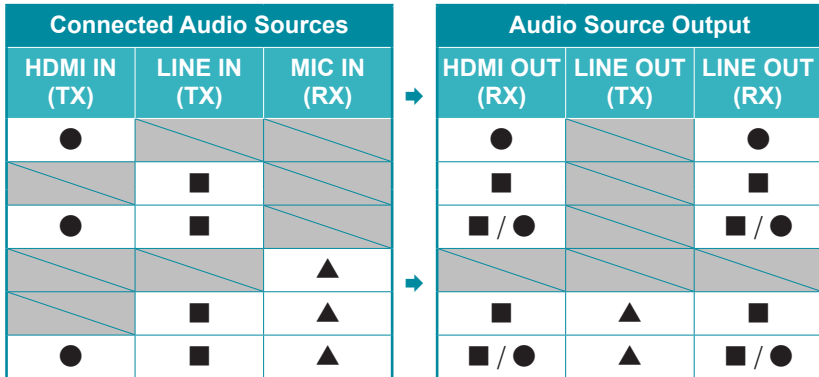 Connected Audio Sources
Audio Source Output
HDMI IN
(TX)
LINE IN
(TX)
MIC IN
(RX)
HDMI OUT
(RX)
LINE OUT
(TX)
LINE OUT
(RX)
● ● ●
■ ■ ■
● ■ ■ / ● ■ / ●
▲
■ ▲ ■ ▲ ■
● ■ ▲ ■ / ● ▲ ■ / ●